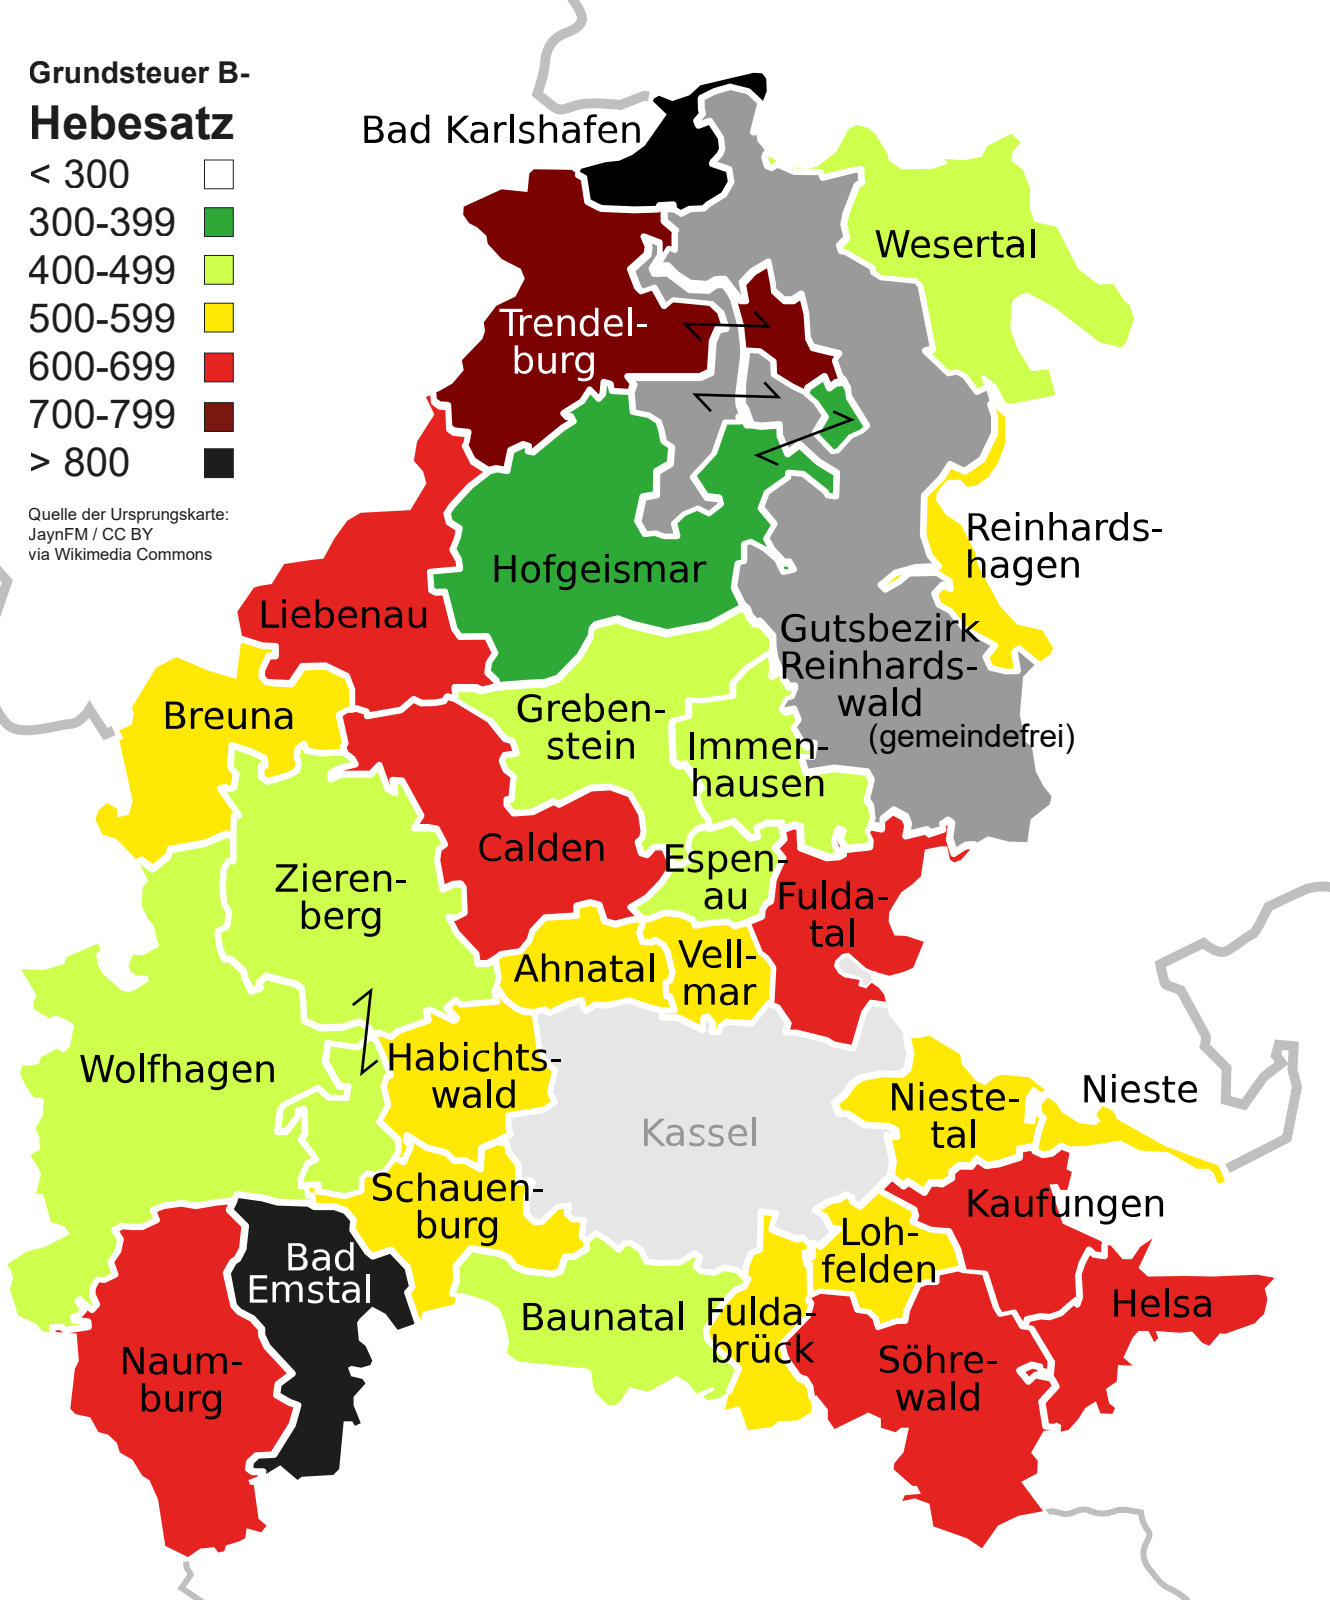 Grundsteuer B-
Hebesatz
< 300
300-399
400-499
500-599
600-699
700-799
> 800
Quelle der Ursprungskarte:
JaynFM / CC BY
via Wikimedia Commons
Bad Karlshafen
Wesertal
Trendel-
burg
Reinhards-
hagen
Hofgeismar
Liebenau
Gutsbezirk
Reinhards-
wald
(gemeindefrei)
Breuna
Greben-
stein
Immen-
hausen
Calden
Espen-
au
Zieren-
berg
Fulda-
tal
Ahnatal
Vell-
mar
Wolfhagen
Habichts-
wald
Kassel
Nieste-
tal
Nieste
Schauen-
burg
Kaufungen
Loh-
felden
Bad
Emstal
Baunatal
Fulda-
brück
Helsa
Naum-
burg
Söhre-
wald